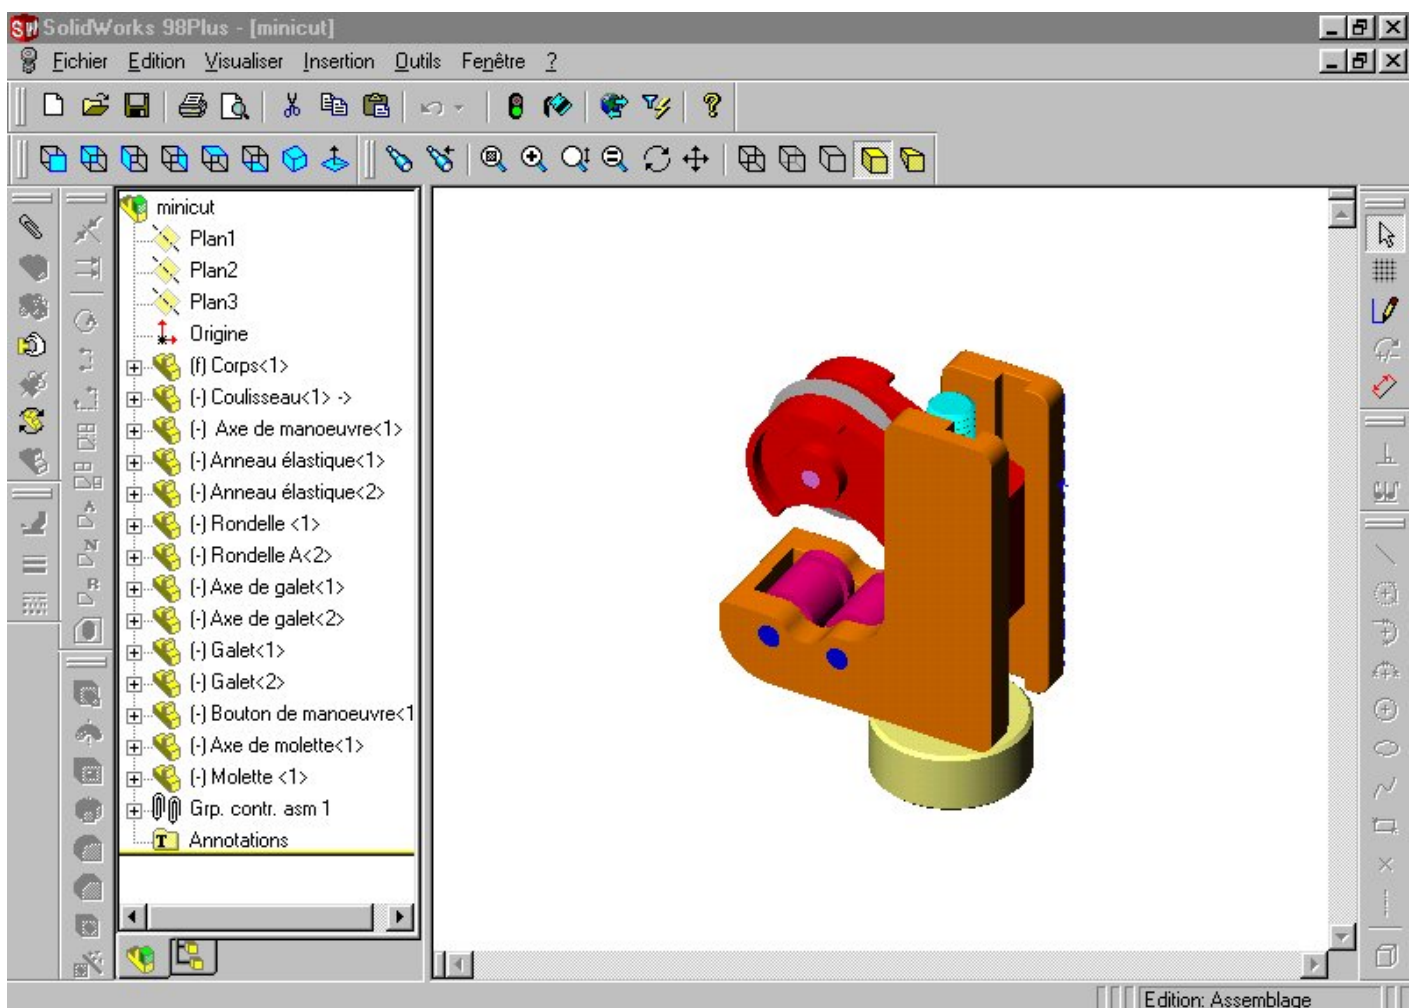 SolidWorks 98Plus - [minicut]
Fichier Edition Visualiser Insertion Outils Fenêtre ?
minicut
Plan1
Plan2
Plan3
Origine
(f) Corps<1>
(-) Coulisseau<1> ->
(-) Axe de manoeuvre<1>
(-) Anneau élastique<1>
(-) Anneau élastique<2>
(-) Rondelle <1>
(-) Rondelle A<2>
(-) Axe de galet<1>
(-) Axe de galet<2>
(-) Galet<1>
(-) Galet<2>
(-) Bouton de manoeuvre<1
(-) Axe de molette<1>
(-) Molette <1>
Grp. contr. asm 1
Annotations
Edition: Assemblage